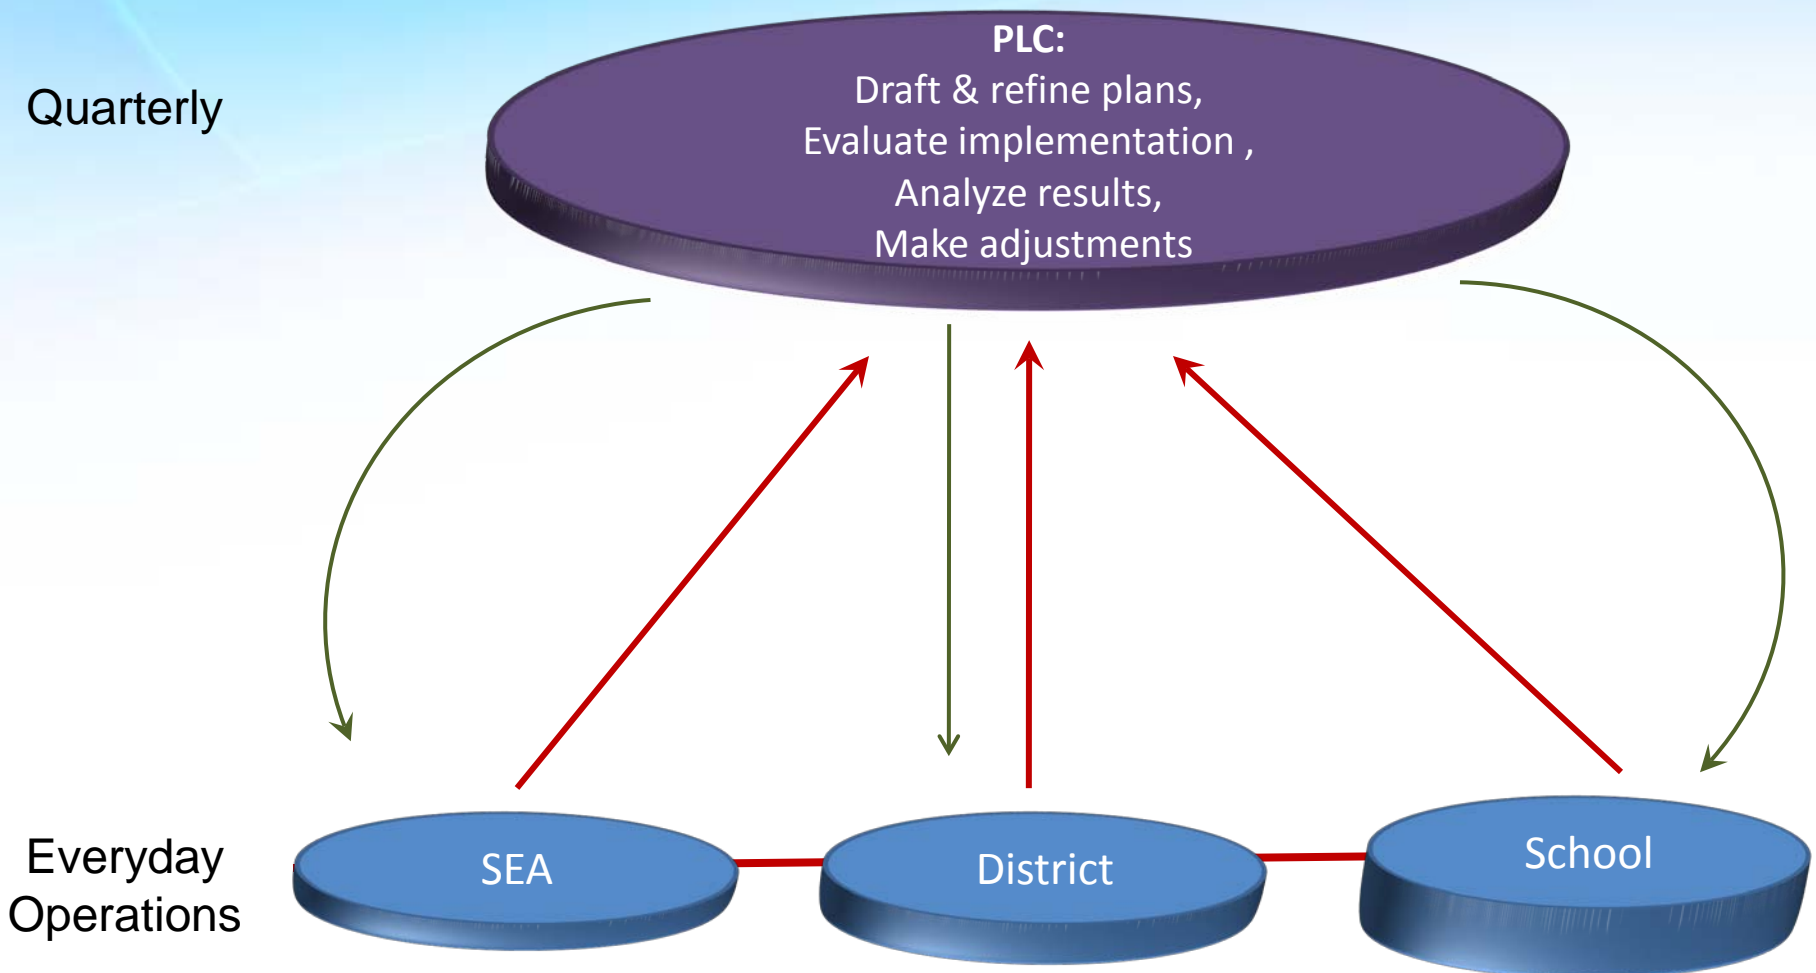 Quarterly
PLC:
Draft & refine plans,
Evaluate implementation ,
Analyze results,
Make adjustments
Everyday
Operations
SEA
District
School